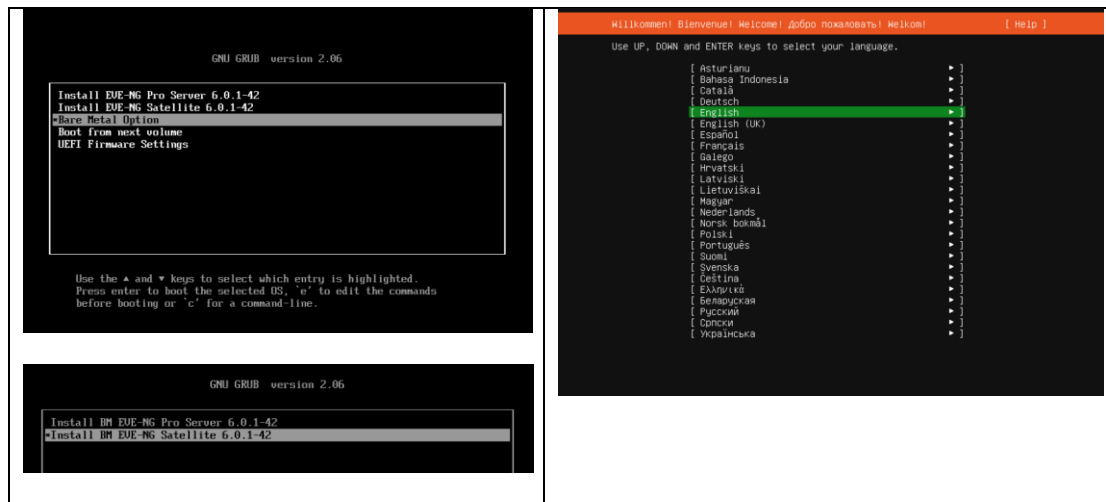 GNU GRUB version 2.06
Install EVE-NG Pro Server 6.0.1-42
Install EVE-NG Satellite 6.0.1-42
*Bare Metal Option
Boot from next volume
UEFI Firmware Settings
Use the ▲ and ▼ keys to select which entry is highlighted.
Press enter to boot the selected OS, `e' to edit the commands
before booting or `c' for a command-line.
GNU GRUB version 2.06
Install BM EVE-NG Pro Server 6.0.1-42
*Install BM EVE-NG Satellite 6.0.1-42
Willkommen! Bienvenue! Welcome! Добро пожаловать! Welkom! [ Help ]
Use UP, DOWN and ENTER keys to select your language.
[ Asturianu ▸ ]
[ Bahasa Indonesia ▸ ]
[ Català ▸ ]
[ Deutsch ▸ ]
[ English ▸ ]
[ English (UK) ▸ ]
[ Español ▸ ]
[ Français ▸ ]
[ Galego ▸ ]
[ Hrvatski ▸ ]
[ Latviski ▸ ]
[ Lietuviškai ▸ ]
[ Magyar ▸ ]
[ Nederlands ▸ ]
[ Norsk bokmål ▸ ]
[ Polski ▸ ]
[ Português ▸ ]
[ Suomi ▸ ]
[ Svenska ▸ ]
[ Čeština ▸ ]
[ Ελληνικά ▸ ]
[ Беларуская ▸ ]
[ Русский ▸ ]
[ Српски ▸ ]
[ Українська ▸ ]